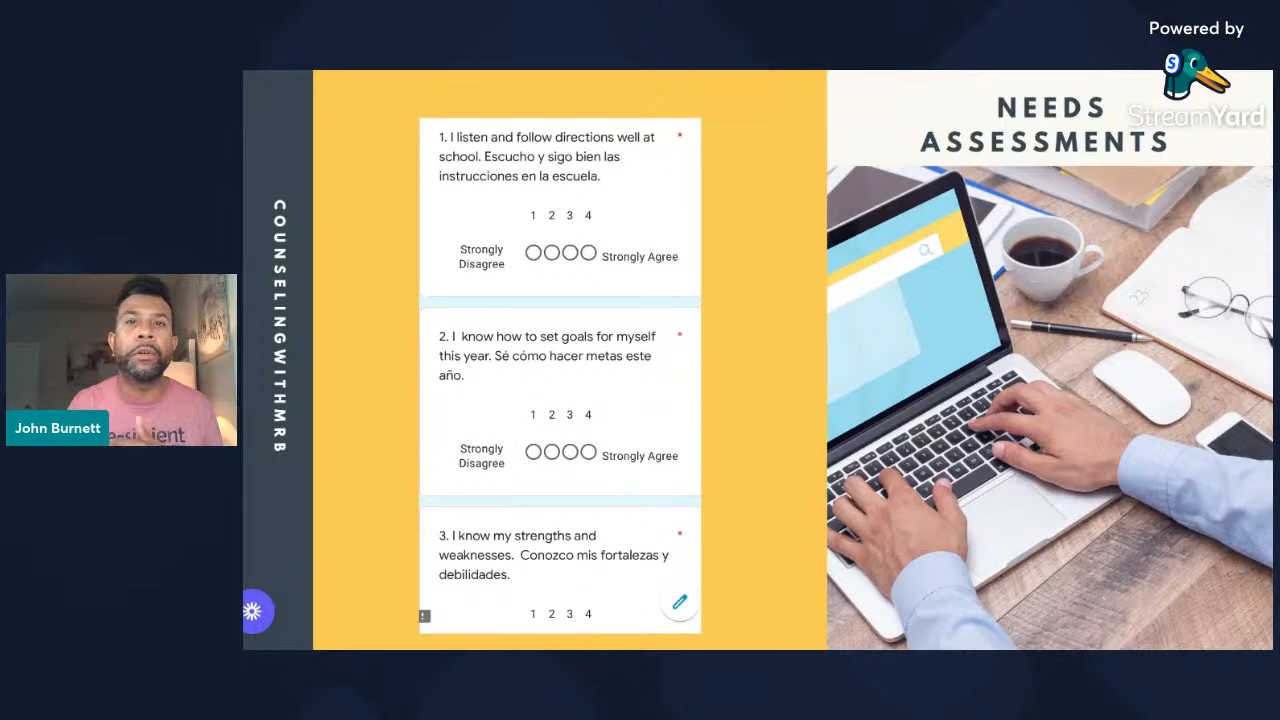 Powered by
StreamYard
S
NEEDS
ASSESSMENTS
COUNSELINGWITHMRB
1. I listen and follow directions well at *
school. Escucho y sigo bien las
instrucciones en la escuela.
1 2 3 4
Strongly
Disagree
Strongly Agree
2. I know how to set goals for myself *
this year. Sé cómo hacer metas este
año.
1 2 3 4
Strongly
Disagree
Strongly Agree
3. I know my strengths and *
weaknesses. Conozco mis fortalezas y
debilidades.
1 2 3 4
John Burnett